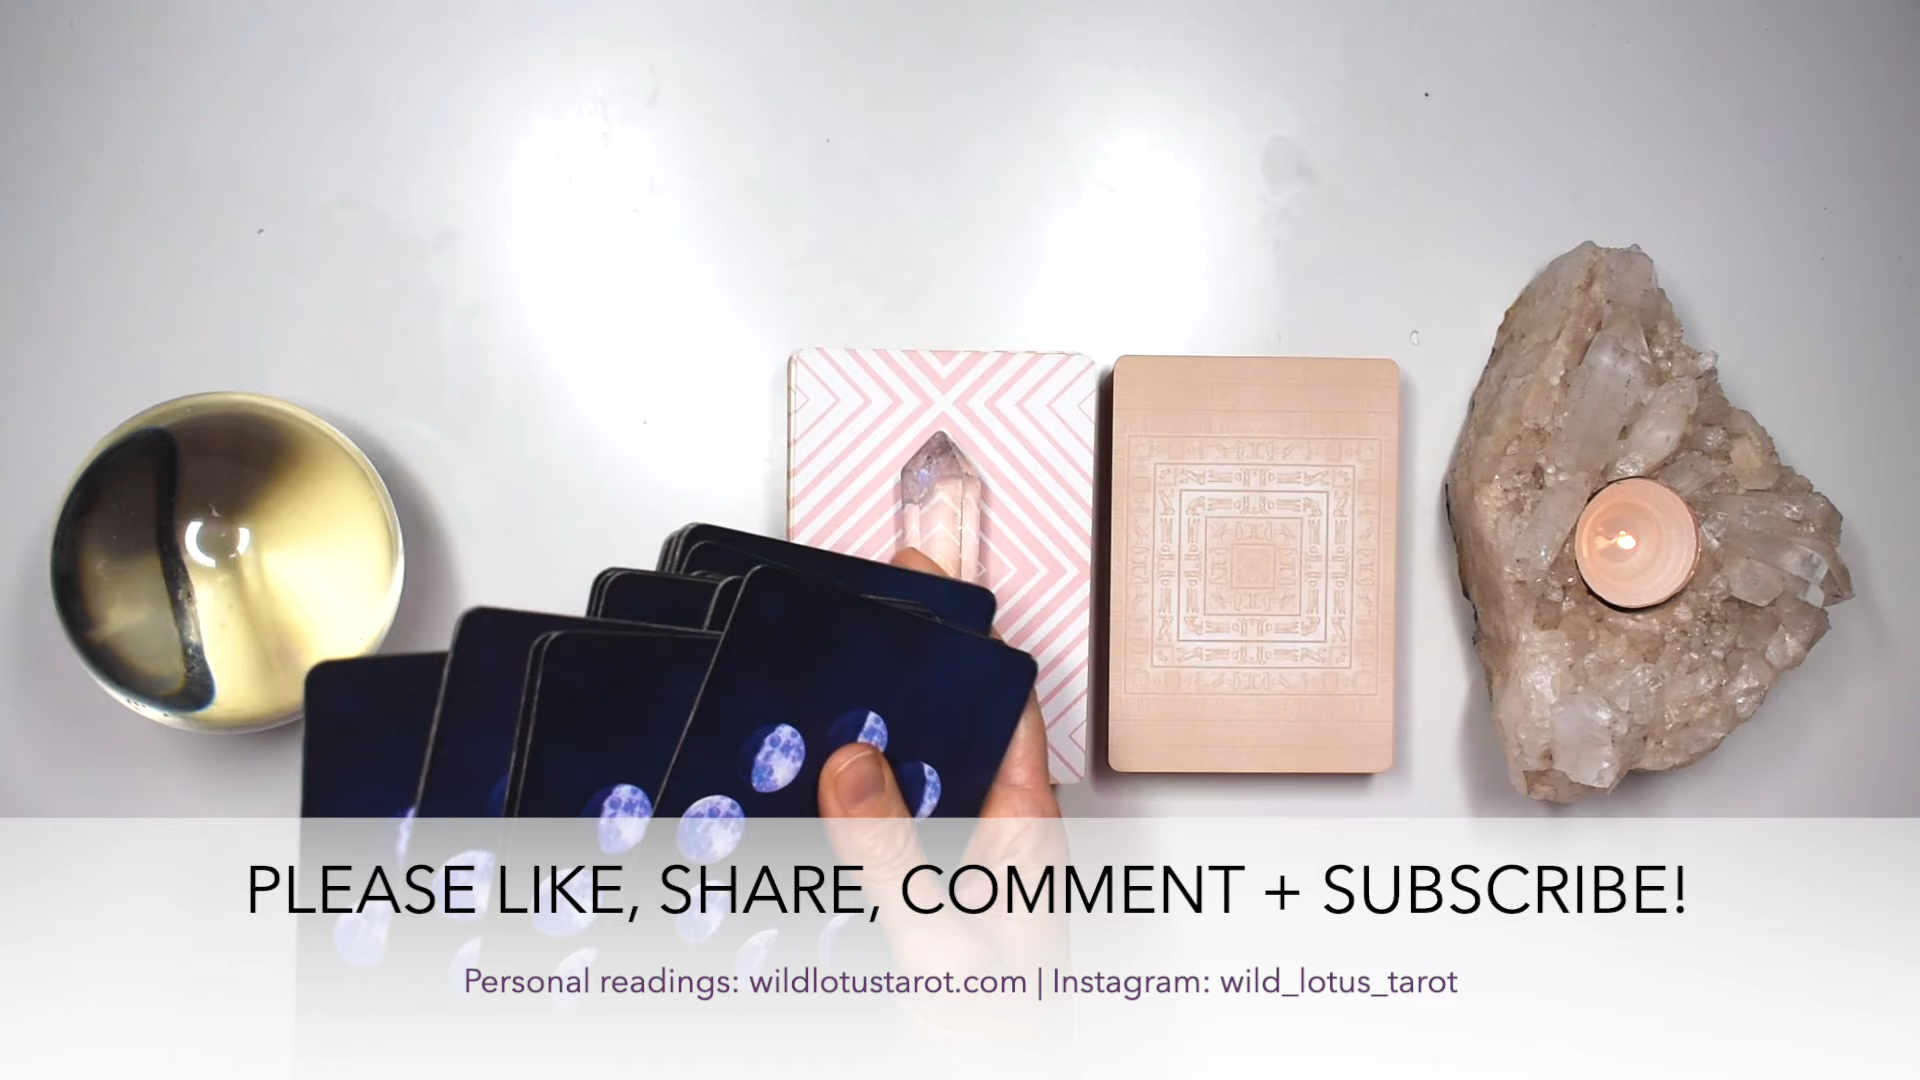 PLEASE LIKE, SHARE, COMMENT + SUBSCRIBE!
Personal readings: wildlotustarot.com | Instagram: wild_lotus_tarot